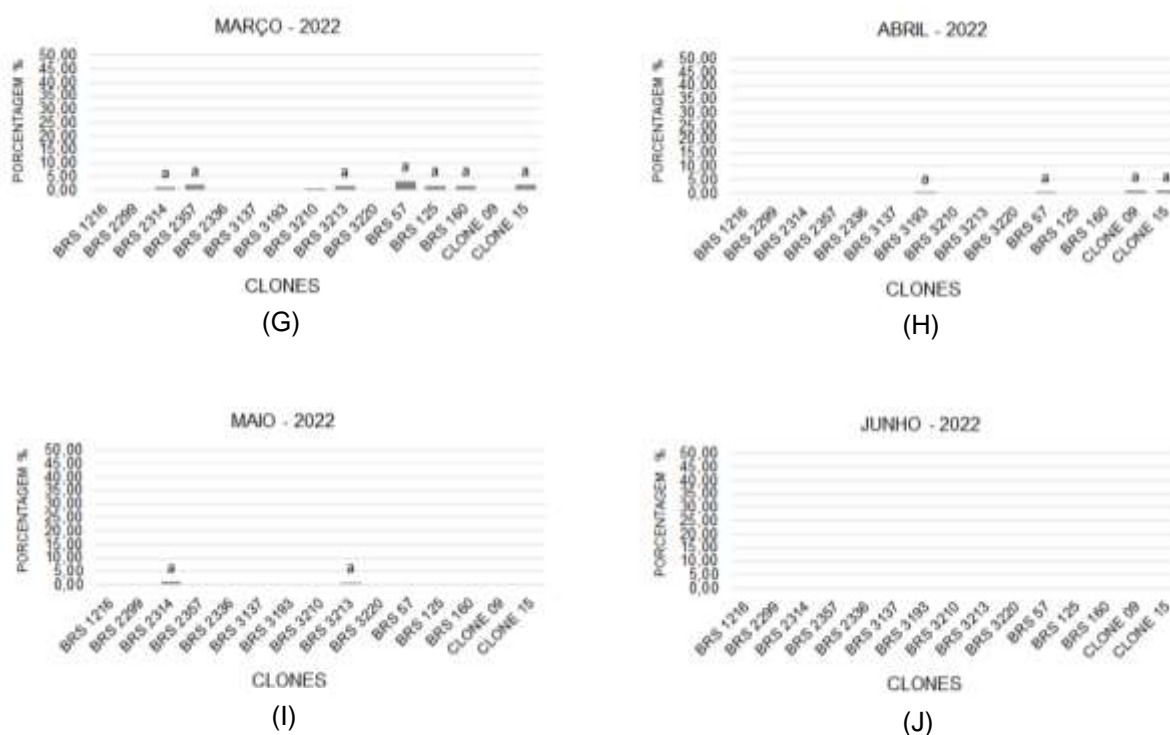 MARÇO - 2022
PORCENTAGEM %
50,00
45,00
40,00
35,00
30,00
25,00
20,00
15,00
10,00
5,00
0,00
a a a a a a a
BRS 1216
BRS 2299
BRS 2314
BRS 2357
BRS 2336
BRS 3137
BRS 3193
BRS 3210
BRS 3213
BRS 3220
BRS 57
BRS 125
BRS 160
CLONE 09
CLONE 15
CLONES
(G)
ABRIL - 2022
PORCENTAGEM %
50,00
45,00
40,00
35,00
30,00
25,00
20,00
15,00
10,00
5,00
0,00
a a a a
BRS 1216
BRS 2299
BRS 2314
BRS 2357
BRS 2336
BRS 3137
BRS 3193
BRS 3210
BRS 3213
BRS 3220
BRS 57
BRS 125
BRS 160
CLONE 09
CLONE 15
CLONES
(H)
MAIO - 2022
PORCENTAGEM %
50,00
45,00
40,00
35,00
30,00
25,00
20,00
15,00
10,00
5,00
0,00
a a
BRS 1216
BRS 2299
BRS 2314
BRS 2357
BRS 2336
BRS 3137
BRS 3193
BRS 3210
BRS 3213
BRS 3220
BRS 57
BRS 125
BRS 160
CLONE 09
CLONE 15
CLONES
(I)
JUNHO - 2022
PORCENTAGEM %
50,00
45,00
40,00
35,00
30,00
25,00
20,00
15,00
10,00
5,00
0,00
BRS 1216
BRS 2299
BRS 2314
BRS 2357
BRS 2336
BRS 3137
BRS 3193
BRS 3210
BRS 3213
BRS 3220
BRS 57
BRS 125
BRS 160
CLONE 09
CLONE 15
CLONES
(J)